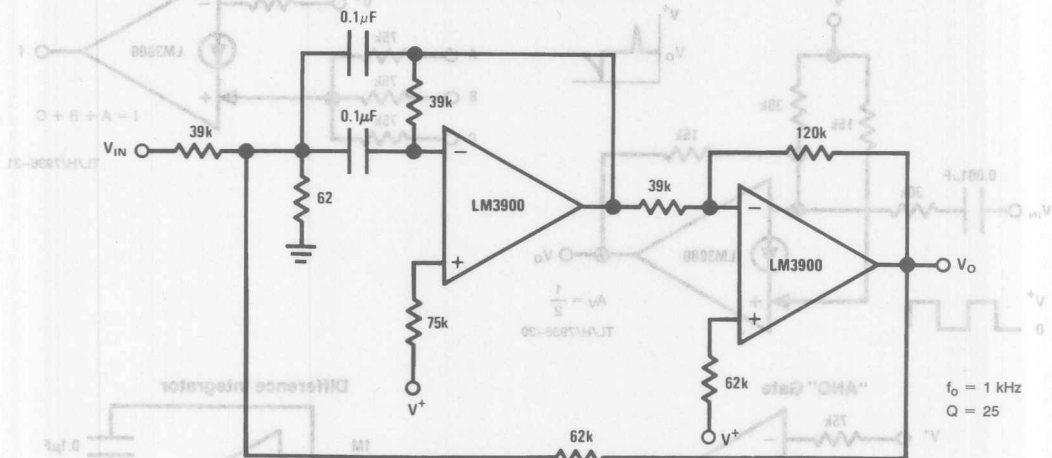 0.1μF
39k
0.1μF
39k
V_IN
62
LM3900
120k
39k
LM3900
V_O
75k
V⁺
62k
V⁺
62k
f_o = 1 kHz
Q = 25